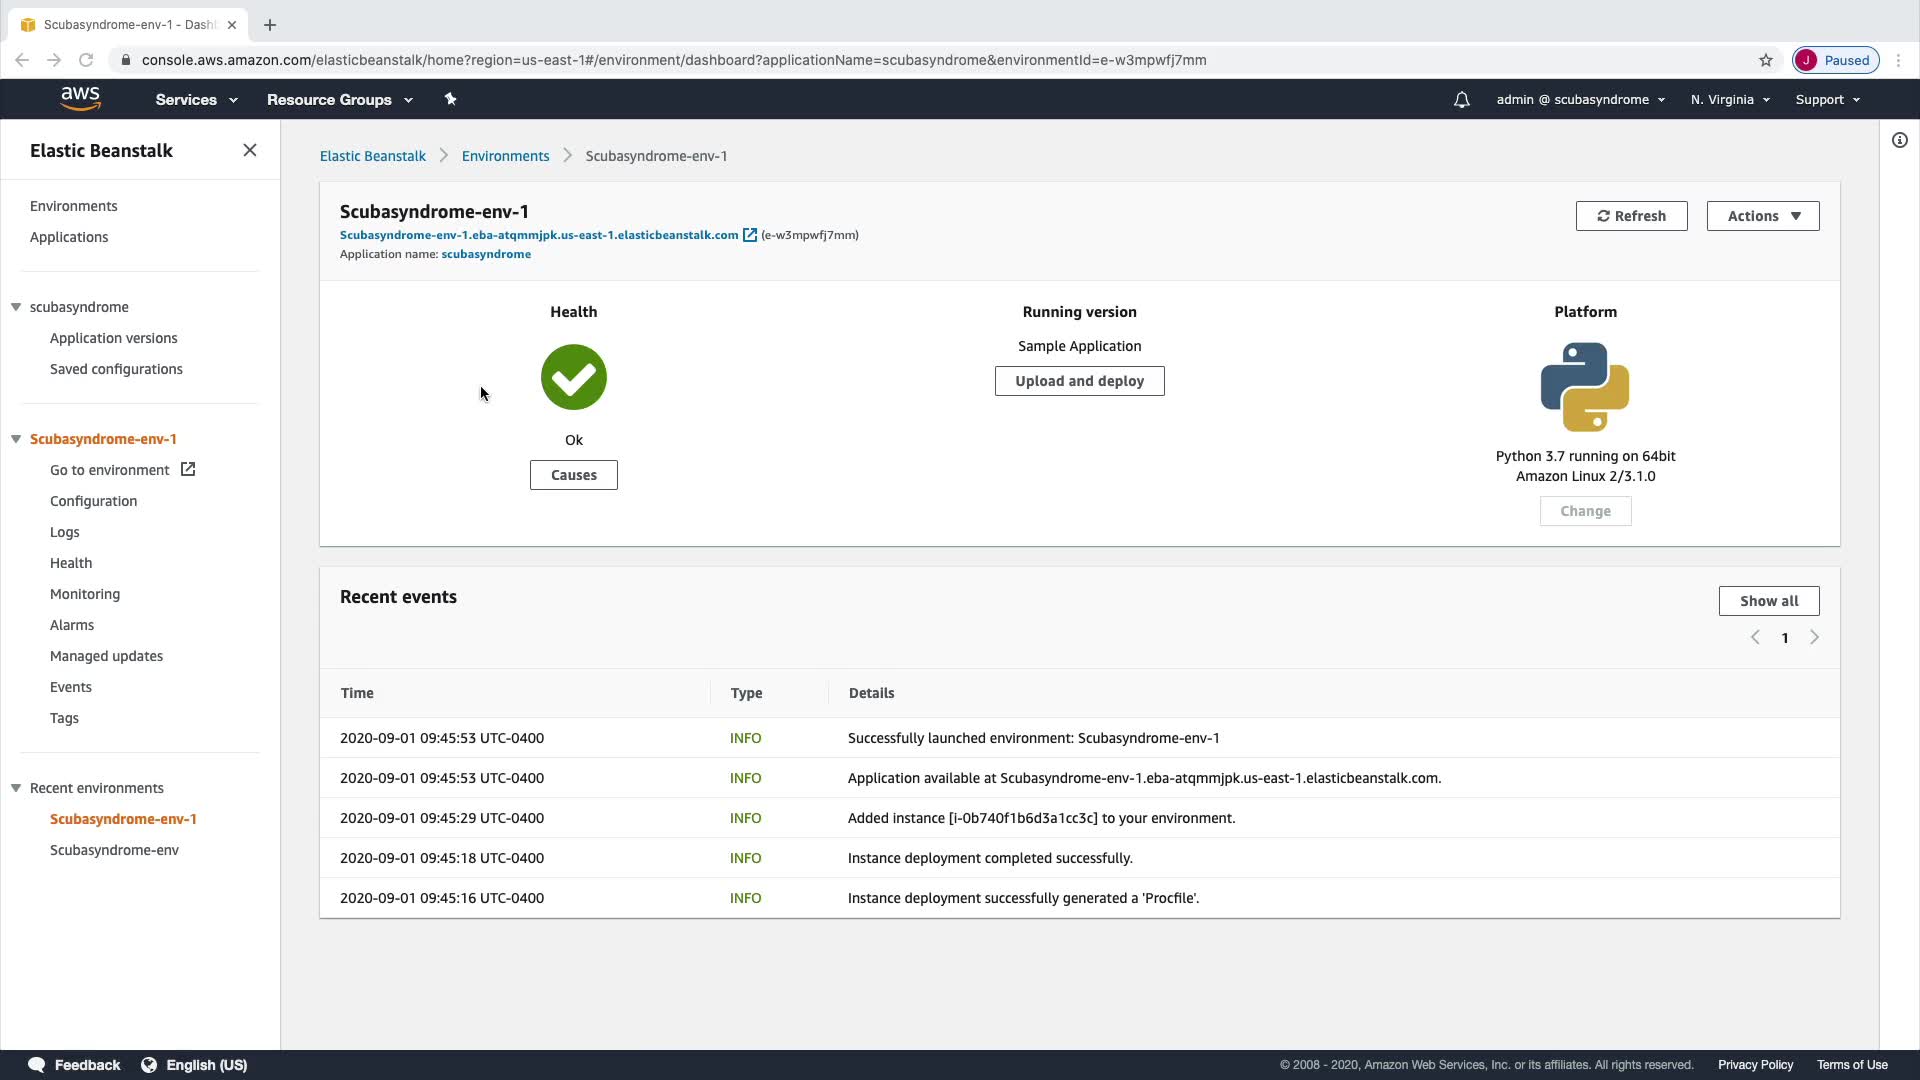 Scubasyndrome-env-1 - Dash
console.aws.amazon.com/elasticbeanstalk/home?region=us-east-1#/environment/dashboard?applicationName=scubasyndrome&environmentId=e-w3mpwfj7mm
J Paused
aws Services Resource Groups admin @ scubasyndrome N. Virginia Support
Elastic Beanstalk
Environments
Applications
scubasyndrome
Application versions
Saved configurations
Scubasyndrome-env-1
Go to environment
Configuration
Logs
Health
Monitoring
Alarms
Managed updates
Events
Tags
Recent environments
Scubasyndrome-env-1
Scubasyndrome-env
Elastic Beanstalk Environments Scubasyndrome-env-1
Scubasyndrome-env-1
Scubasyndrome-env-1.eba-atqmmjpk.us-east-1.elasticbeanstalk.com (e-w3mpwfj7mm)
Application name: scubasyndrome
Refresh Actions
Health
Ok
Causes
Running version
Sample Application
Upload and deploy
Platform
Python 3.7 running on 64bit
Amazon Linux 2/3.1.0
Change
Recent events
Show all
1
Time Type Details
2020-09-01 09:45:53 UTC-0400 INFO Successfully launched environment: Scubasyndrome-env-1
2020-09-01 09:45:53 UTC-0400 INFO Application available at Scubasyndrome-env-1.eba-atqmmjpk.us-east-1.elasticbeanstalk.com.
2020-09-01 09:45:29 UTC-0400 INFO Added instance [i-0b740f1b6d3a1cc3c] to your environment.
2020-09-01 09:45:18 UTC-0400 INFO Instance deployment completed successfully.
2020-09-01 09:45:16 UTC-0400 INFO Instance deployment successfully generated a 'Procfile'.
Feedback English (US) © 2008 - 2020, Amazon Web Services, Inc. or its affiliates. All rights reserved. Privacy Policy Terms of Use